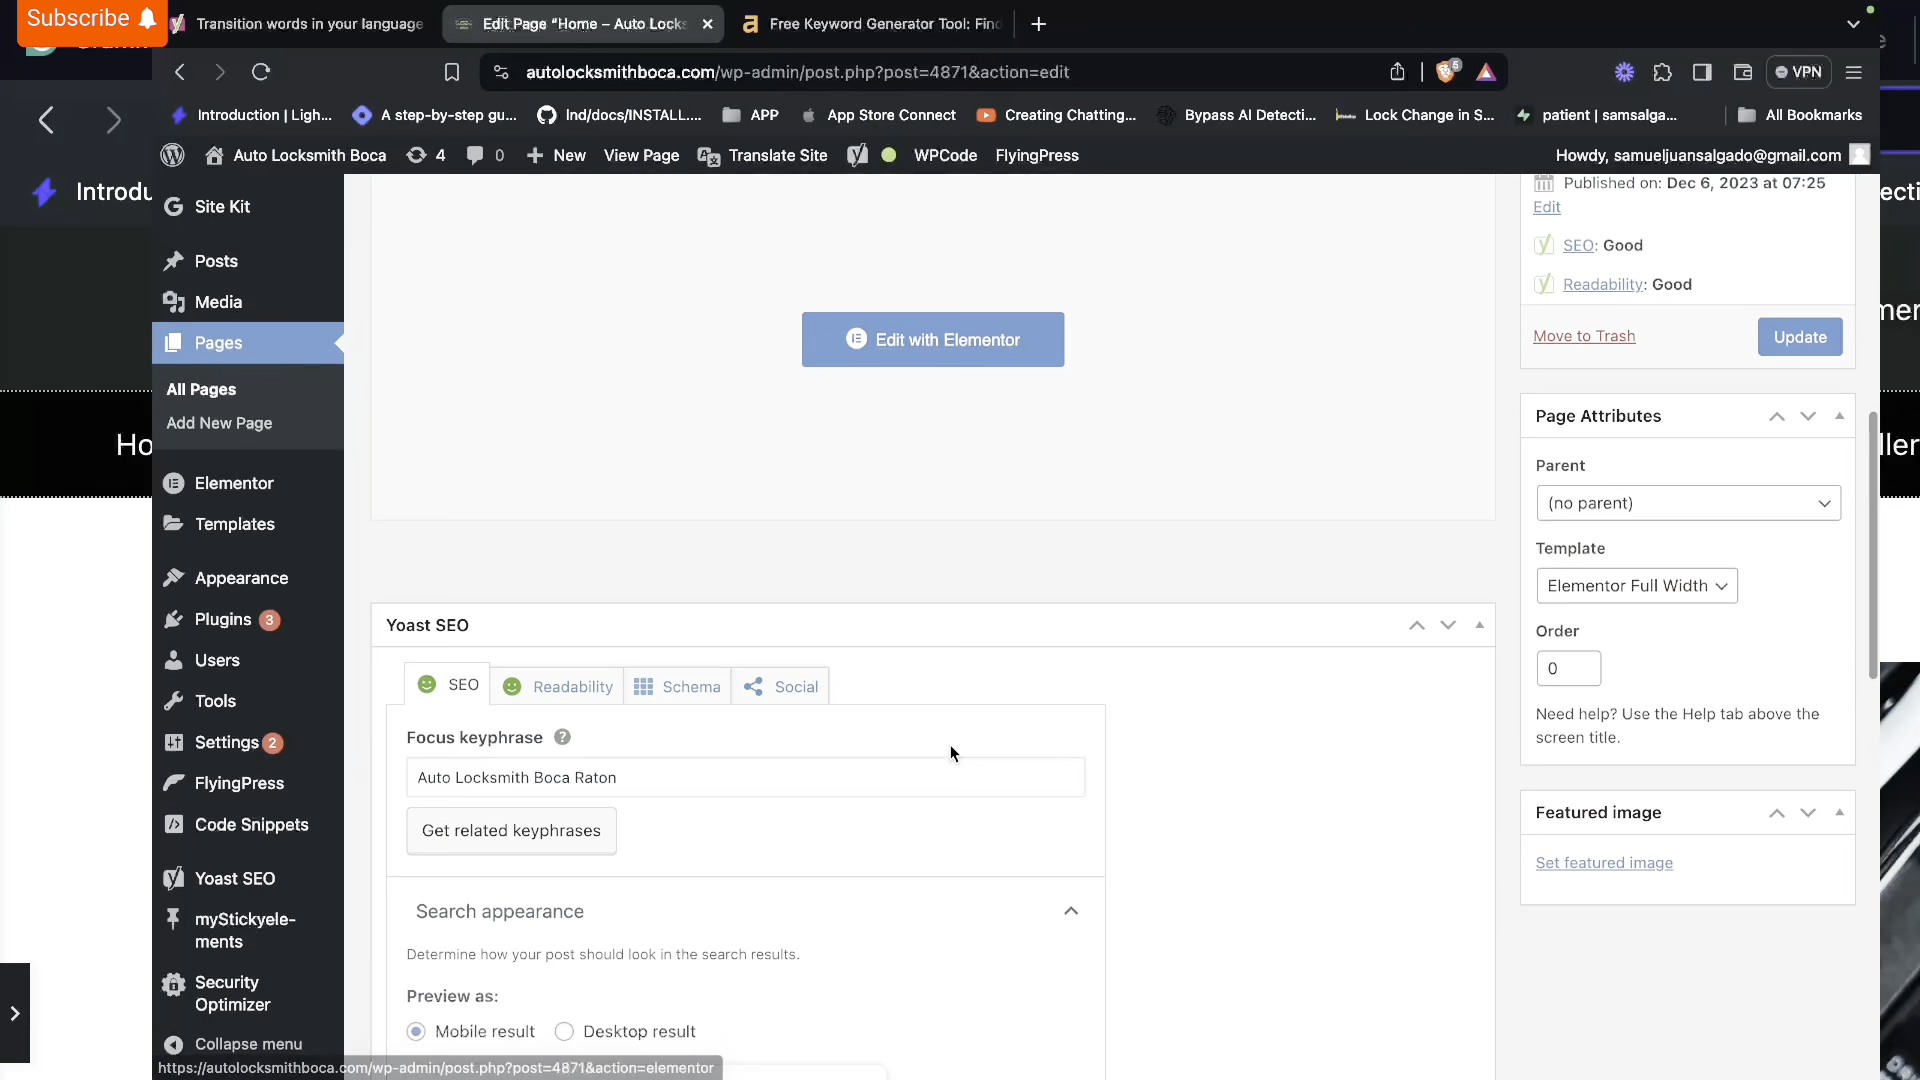 Subscribe
Transition words in your language
Edit Page "Home – Auto Locks
Free Keyword Generator Tool: Find
autolocksmithboca.com/wp-admin/post.php?post=4871&action=edit
5
VPN
Introduction | Ligh...
A step-by-step gu...
lnd/docs/INSTALL....
APP
App Store Connect
Creating Chatting...
Bypass AI Detecti...
Lock Change in S...
patient | samsalga...
All Bookmarks
Auto Locksmith Boca
4
0
New
View Page
Translate Site
WPCode
FlyingPress
Howdy, samueljuansalgado@gmail.com
Introdu
Site Kit
Posts
Media
Pages
All Pages
Add New Page
Ho
Elementor
Templates
Appearance
Plugins 3
Users
Tools
Settings 2
FlyingPress
Code Snippets
Yoast SEO
myStickyele-
ments
Security
Optimizer
Collapse menu
https://autolocksmithboca.com/wp-admin/post.php?post=4871&action=elementor
Edit with Elementor
Yoast SEO
SEO
Readability
Schema
Social
Focus keyphrase
Auto Locksmith Boca Raton
Get related keyphrases
Search appearance
Determine how your post should look in the search results.
Preview as:
Mobile result
Desktop result
Published on: Dec 6, 2023 at 07:25
Edit
SEO: Good
Readability: Good
Move to Trash
Update
Page Attributes
Parent
(no parent)
Template
Elementor Full Width
Order
0
Need help? Use the Help tab above the
screen title.
Featured image
Set featured image
ecti
mer
ller